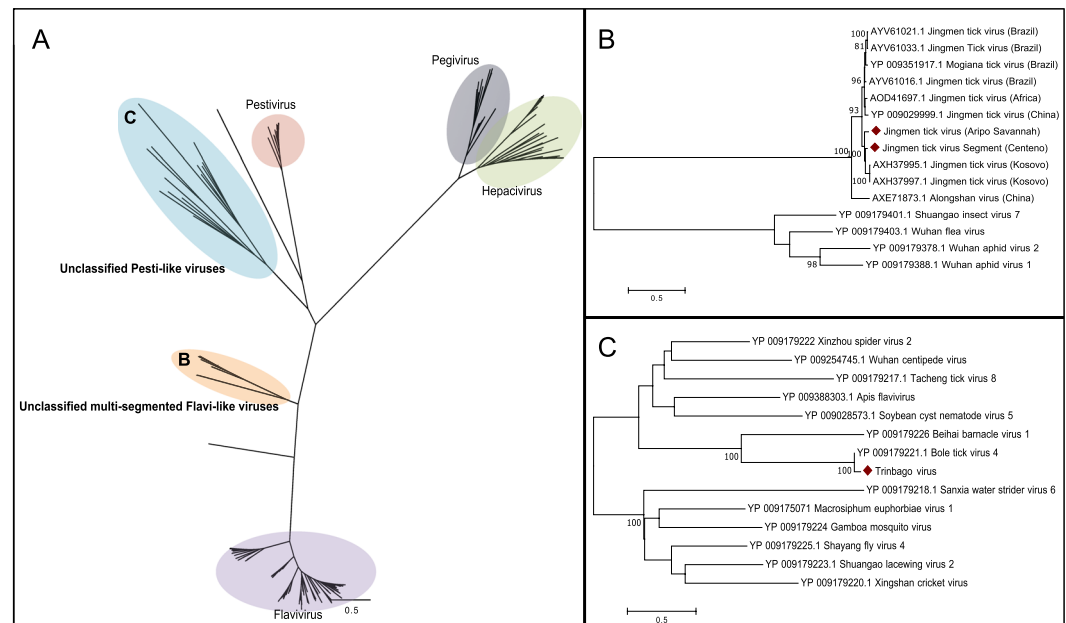 A
Pegivirus
Pestivirus
C
Hepacivirus
Unclassified Pesti-like viruses
B
Unclassified multi-segmented Flavi-like viruses
0.5
Flavivirus
B
AYV61021.1 Jingmen tick virus (Brazil)
100
81
AYV61033.1 Jingmen Tick virus (Brazil)
YP 009351917.1 Mogiana tick virus (Brazil)
96
AYV61016.1 Jingmen tick virus (Brazil)
AOD41697.1 Jingmen tick virus (Africa)
93
YP 009029999.1 Jingmen tick virus (China)
Jingmen tick virus (Aripo Savannah)
100
100
Jingmen tick virus Segment (Centeno)
AXH37995.1 Jingmen tick virus (Kosovo)
100
AXH37997.1 Jingmen tick virus (Kosovo)
AXE71873.1 Alongshan virus (China)
YP 009179401.1 Shuangao insect virus 7
YP 009179403.1 Wuhan flea virus
YP 009179378.1 Wuhan aphid virus 2
98
YP 009179388.1 Wuhan aphid virus 1
0.5
C
YP 009179222 Xinzhou spider virus 2
YP 009254745.1 Wuhan centipede virus
YP 009179217.1 Tacheng tick virus 8
YP 009388303.1 Apis flavivirus
YP 009028573.1 Soybean cyst nematode virus 5
YP 009179226 Beihai barnacle virus 1
100
YP 009179221.1 Bole tick virus 4
100
Trinbago virus
YP 009179218.1 Sanxia water strider virus 6
YP 009175071 Macrosiphum euphorbiae virus 1
100
YP 009179224 Gamboa mosquito virus
YP 009179225.1 Shayang fly virus 4
YP 009179223.1 Shuangao lacewing virus 2
YP 009179220.1 Xingshan cricket virus
0.5